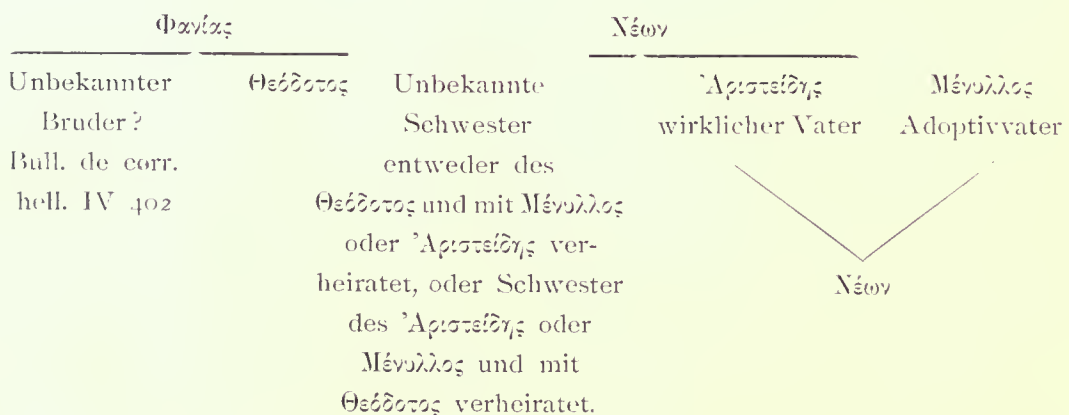 Φανίας Νέων
Unbekannter Θεόδοτος Unbekannte Ἀριστείδης Μένυλλος
Bruder? Schwester wirklicher Vater Adoptivvater
Bull. de corr. entweder des
hell. IV 402 Θεόδοτος und mit Μένυλλος
oder Ἀριστείδης ver-
heiratet, oder Schwester Νέων
des Ἀριστείδης oder
Μένυλλος und mit
Θεόδοτος verheiratet.